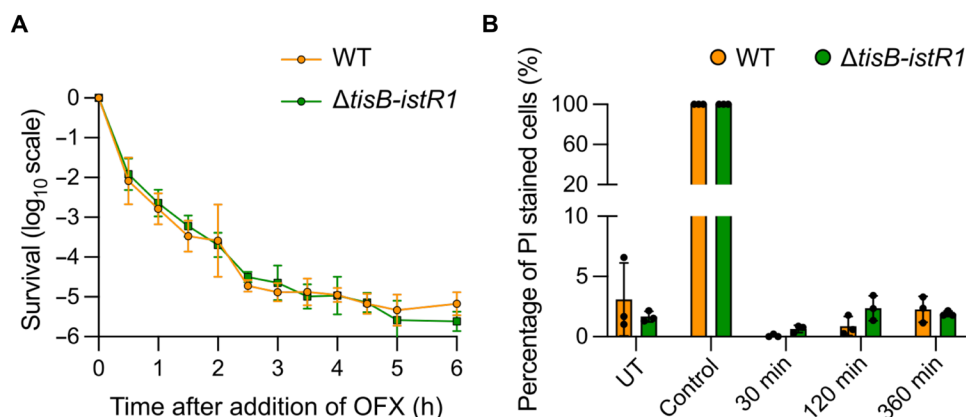 A
WT
ΔtisB-istR1
Survival (log10 scale)
0
−1
−2
−3
−4
−5
−6
0 1 2 3 4 5 6
Time after addition of OFX (h)
B
WT ΔtisB-istR1
Percentage of PI stained cells (%)
100
60
20
10
5
0
UT Control 30 min 120 min 360 min